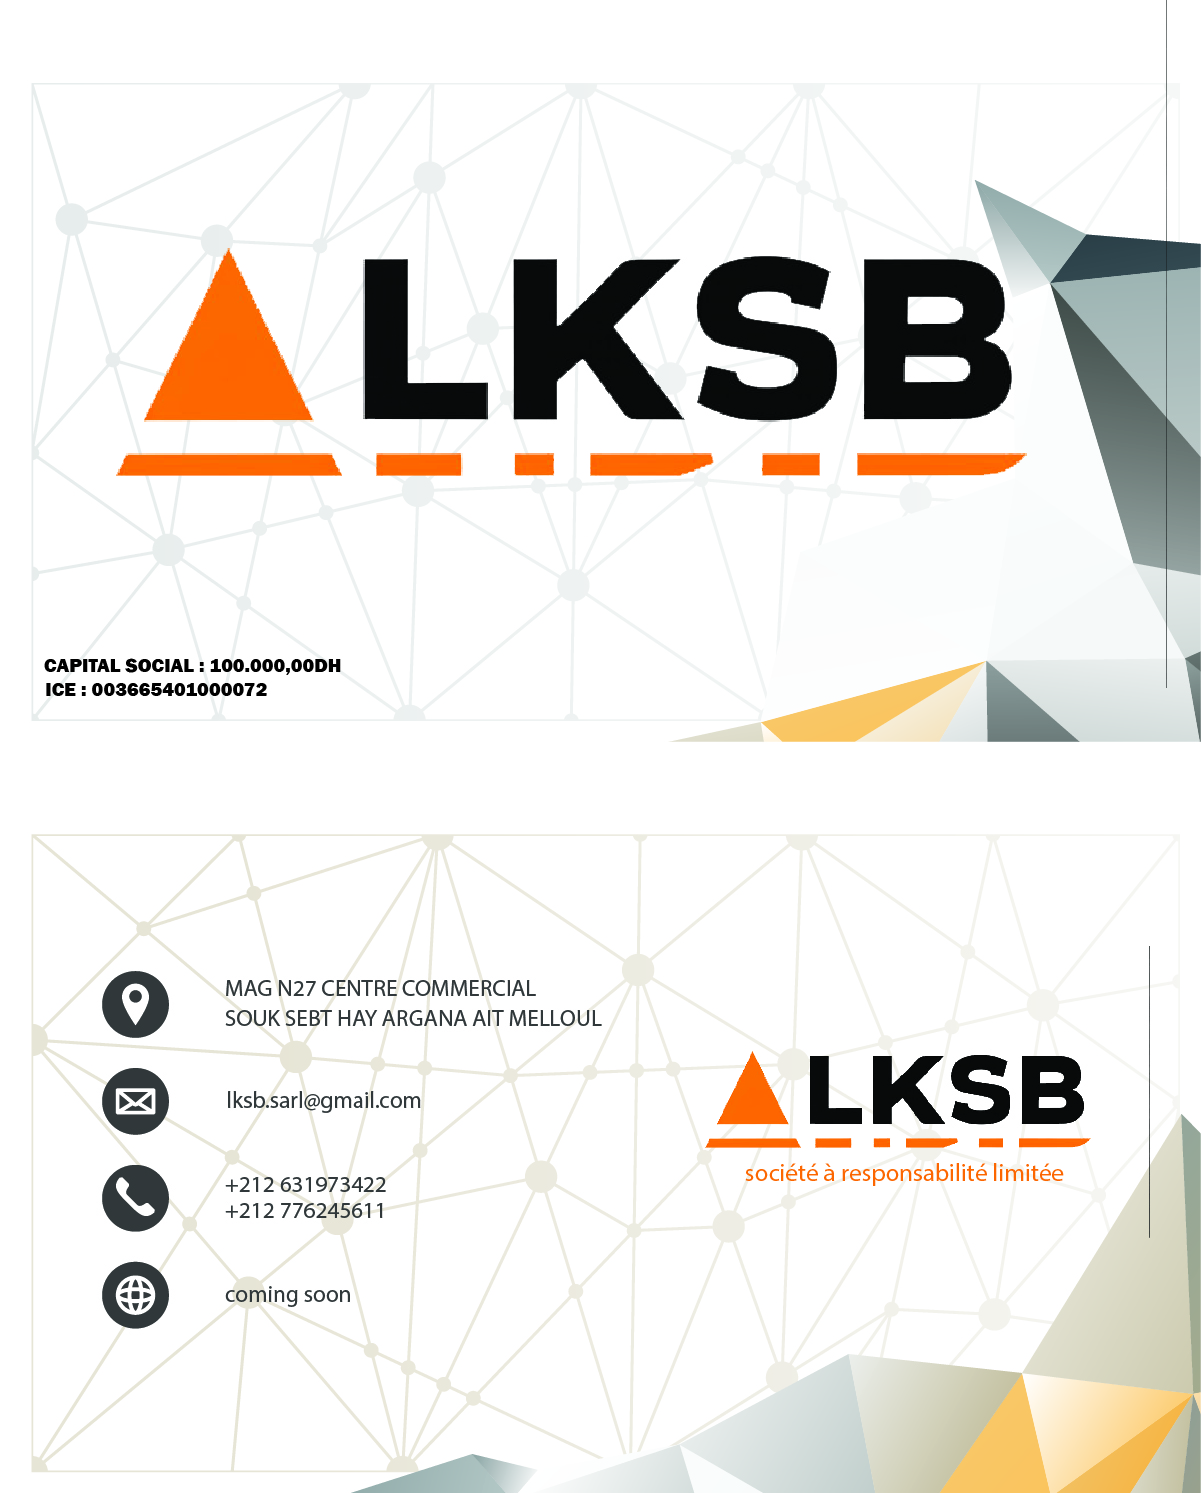 LKSB
CAPITAL SOCIAL : 100.000,00DH
ICE : 003665401000072
MAG N27 CENTRE COMMERCIAL
SOUK SEBT HAY ARGANA AIT MELLOUL
lksb.sarl@gmail.com
+212 631973422
+212 776245611
coming soon
LKSB
société à responsabilité limitée